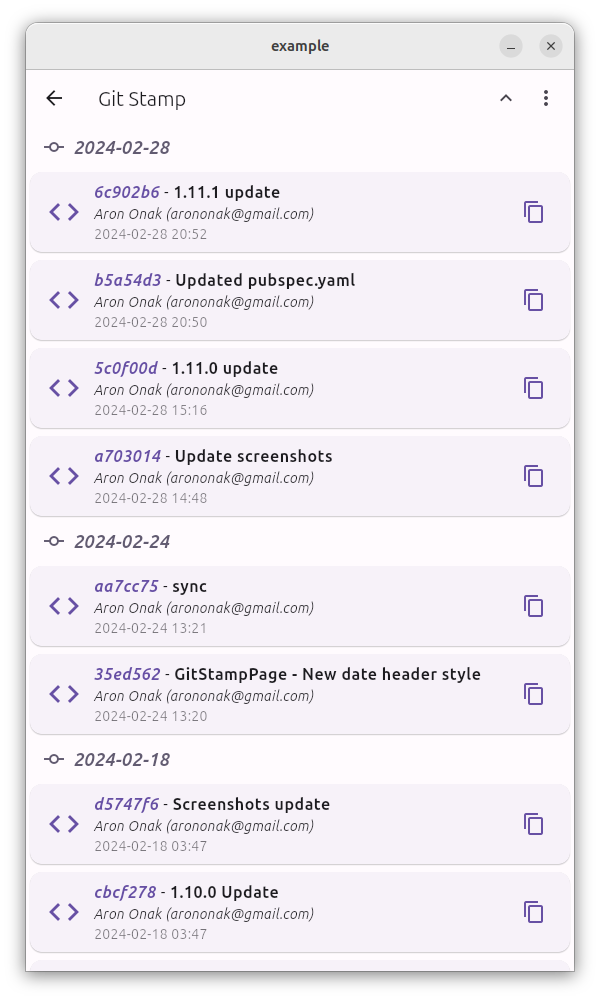 example
Git Stamp
2024-02-28
6c902b6 - 1.11.1 update
Aron Onak (arononak@gmail.com)
2024-02-28 20:52
b5a54d3 - Updated pubspec.yaml
Aron Onak (arononak@gmail.com)
2024-02-28 20:50
5c0f00d - 1.11.0 update
Aron Onak (arononak@gmail.com)
2024-02-28 15:16
a703014 - Update screenshots
Aron Onak (arononak@gmail.com)
2024-02-28 14:48
2024-02-24
aa7cc75 - sync
Aron Onak (arononak@gmail.com)
2024-02-24 13:21
35ed562 - GitStampPage - New date header style
Aron Onak (arononak@gmail.com)
2024-02-24 13:20
2024-02-18
d5747f6 - Screenshots update
Aron Onak (arononak@gmail.com)
2024-02-18 03:47
cbcf278 - 1.10.0 Update
Aron Onak (arononak@gmail.com)
2024-02-18 03:47